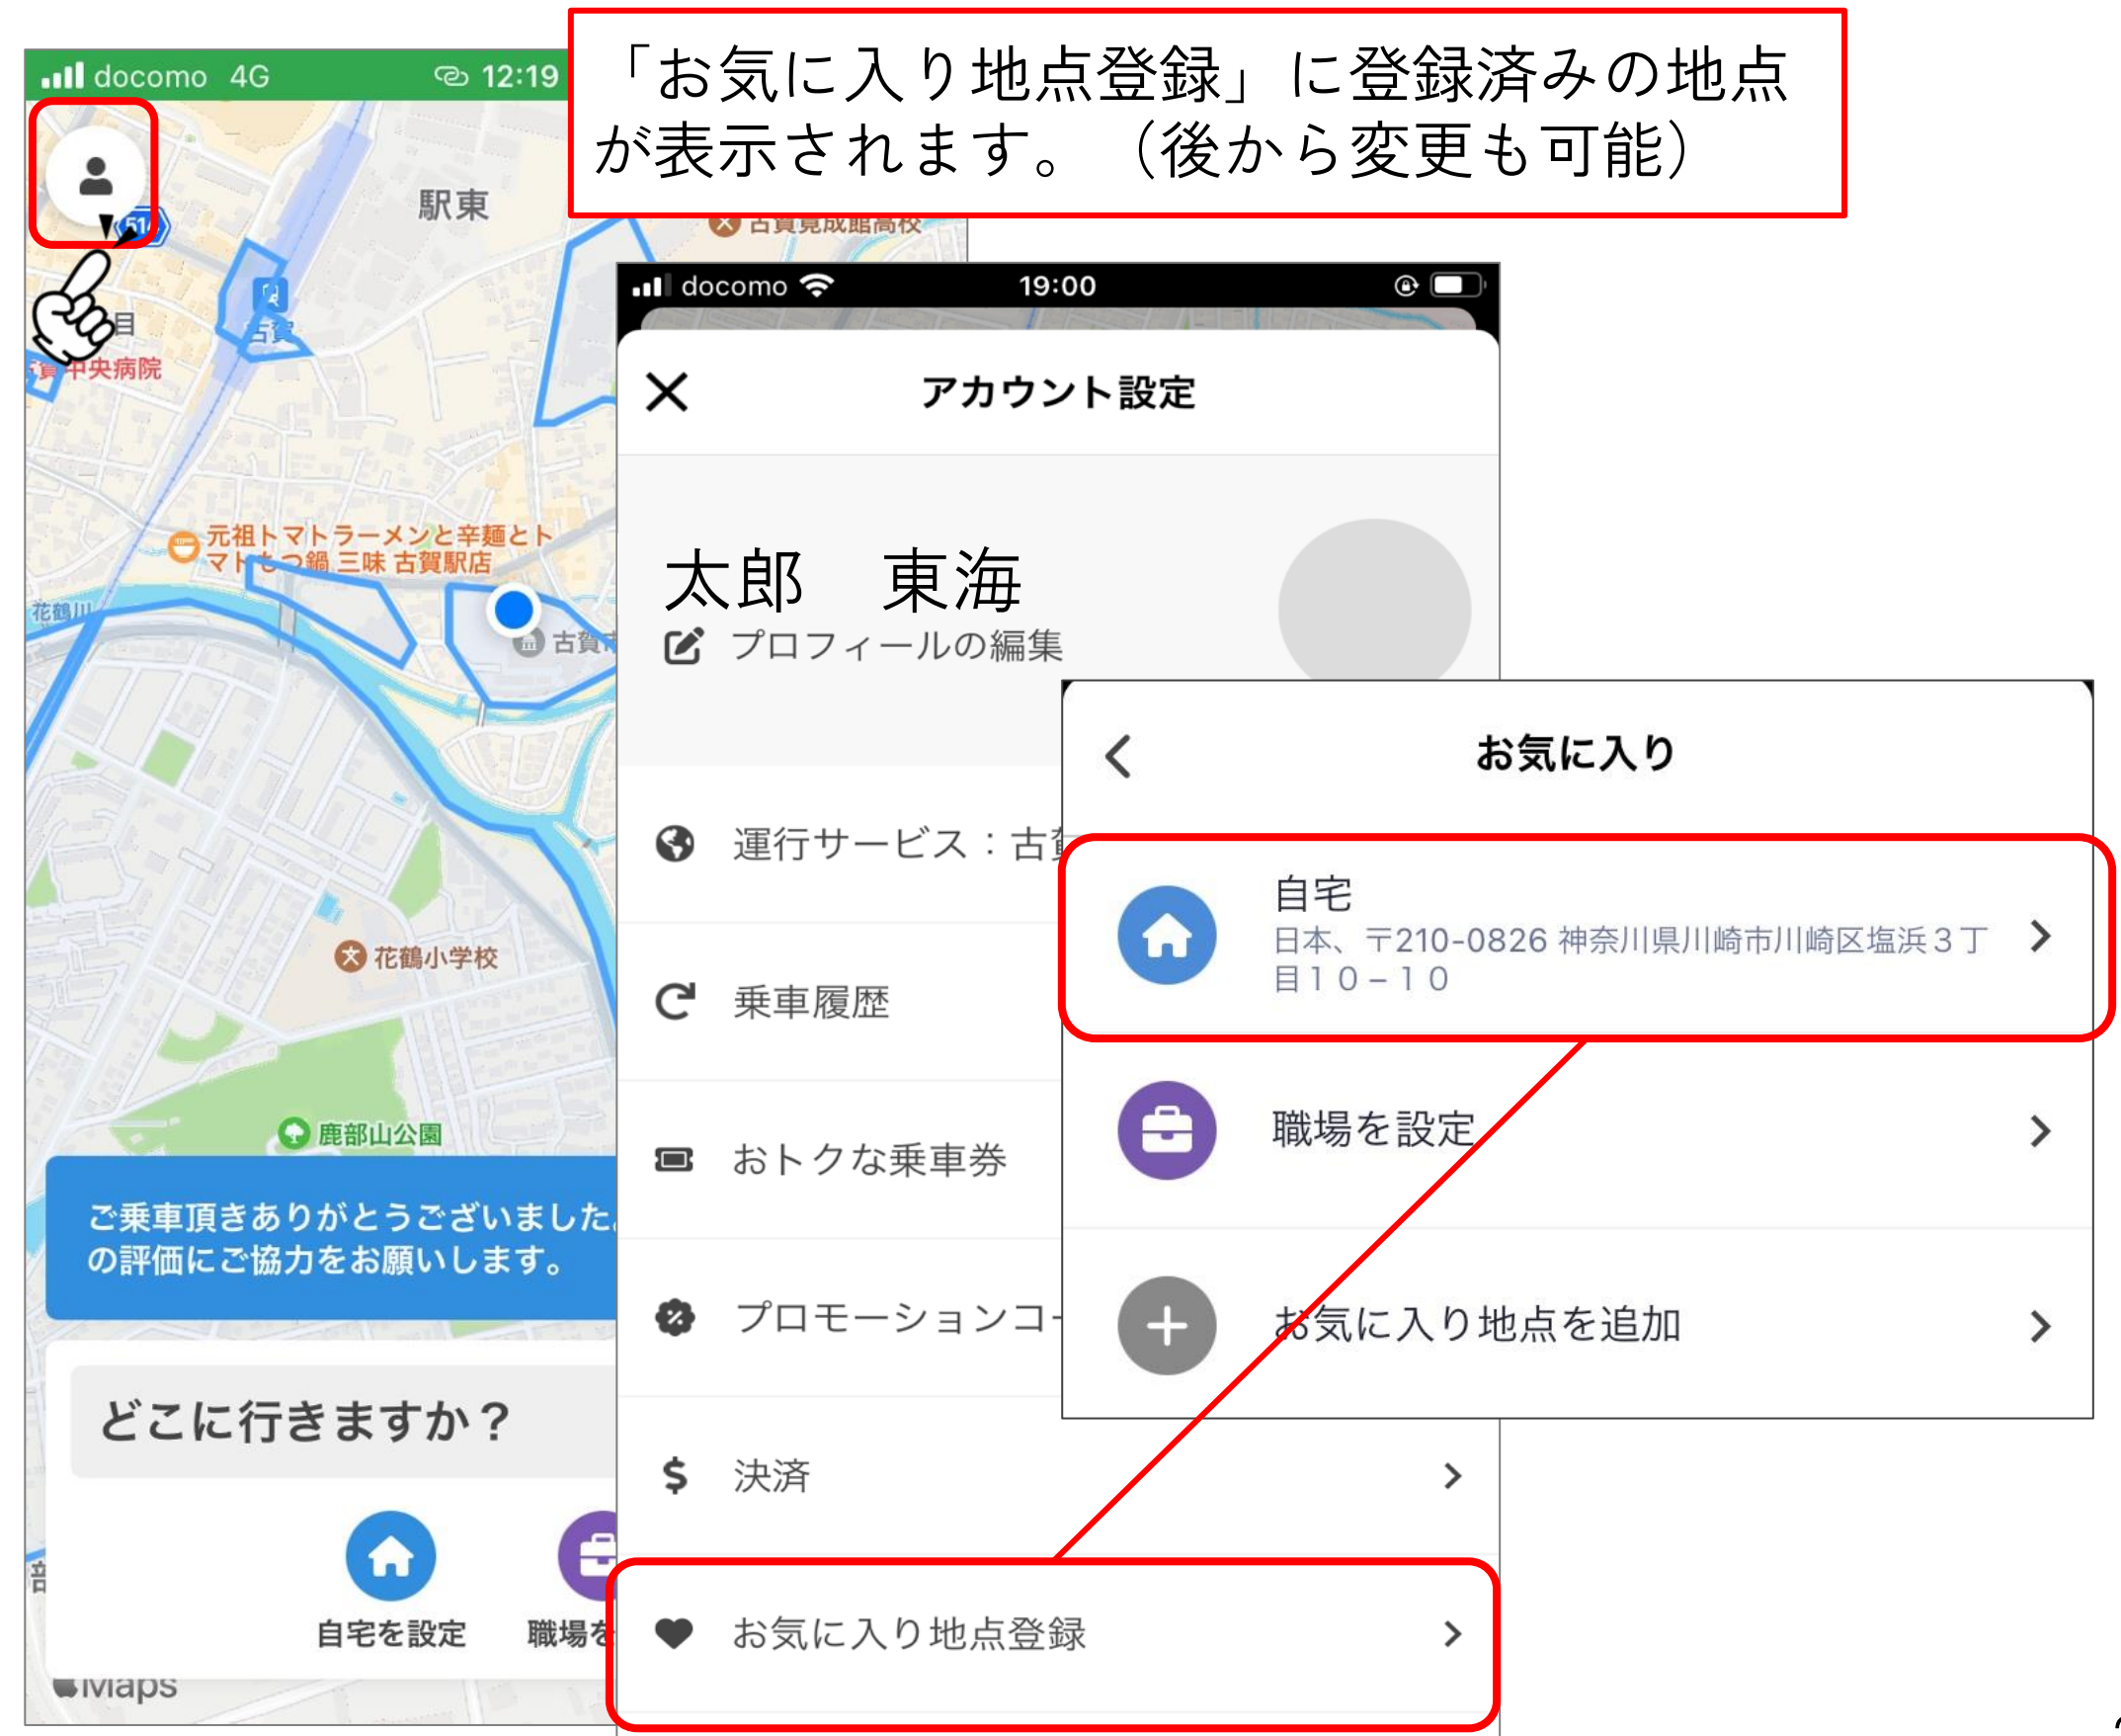 「お気に入り地点登録」に登録済みの地点
が表示されます。（後から変更も可能）
docomo 4G 12:19
駅東
古賀竟成館高校
514
古賀
目
中央病院
元祖トマトラーメンと辛麺とト
マトもつ鍋 三味 古賀駅店
花鶴川
古賀市
花鶴小学校
鹿部山公園
ご乗車頂きありがとうございました。
の評価にご協力をお願いします。
どこに行きますか？
自宅を設定
職場を
部
Maps
docomo 19:00
アカウント設定
太郎　東海
プロフィールの編集
運行サービス：古賀
乗車履歴
おトクな乗車券
プロモーションコー
決済
お気に入り地点登録
お気に入り
自宅
日本、〒210-0826 神奈川県川崎市川崎区塩浜３丁
目１０−１０
職場を設定
お気に入り地点を追加